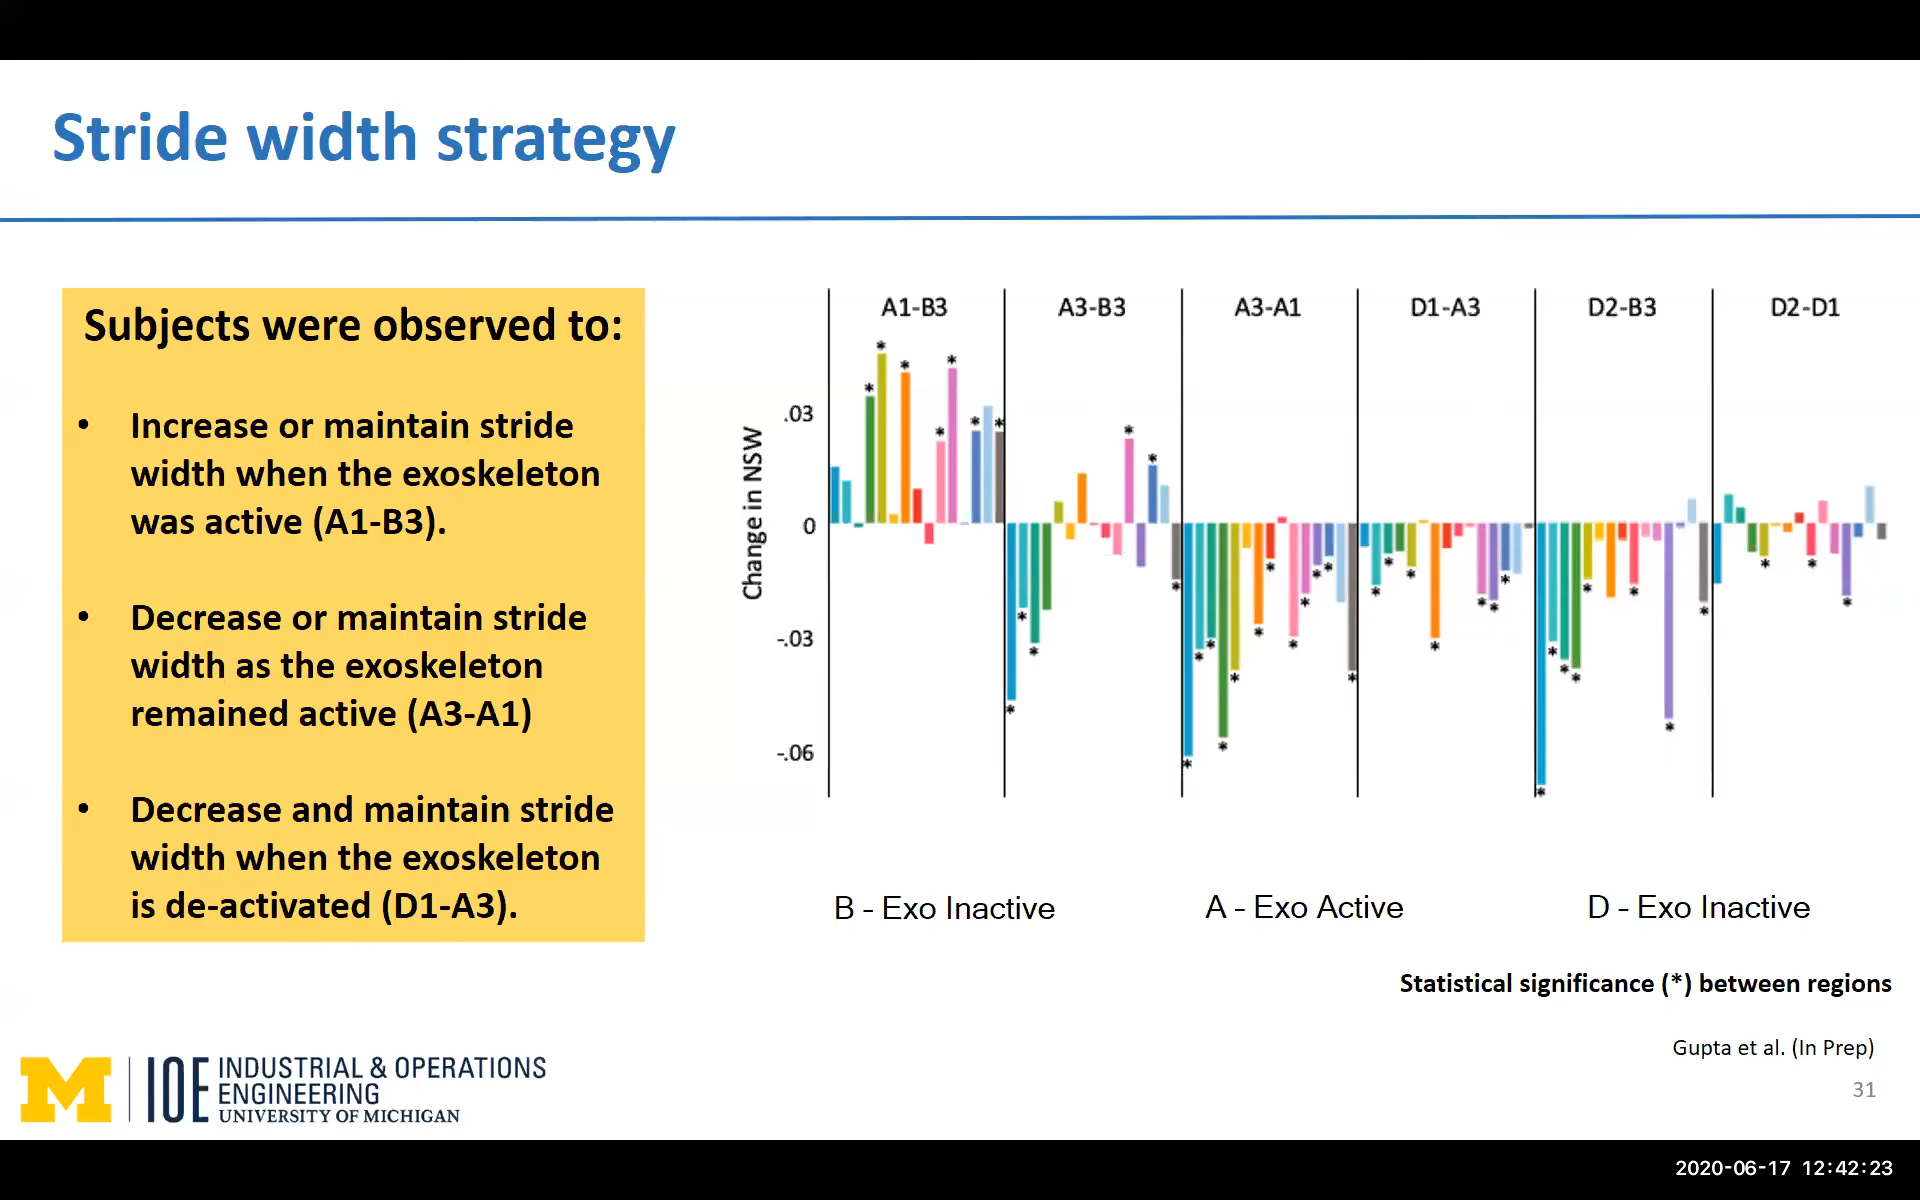 Stride width strategy
Subjects were observed to:
• Increase or maintain stride
width when the exoskeleton
was active (A1-B3).
• Decrease or maintain stride
width as the exoskeleton
remained active (A3-A1)
• Decrease and maintain stride
width when the exoskeleton
is de-activated (D1-A3).
A1-B3 A3-B3 A3-A1 D1-A3 D2-B3 D2-D1
Change in NSW
.03
0
-.03
-.06
B - Exo Inactive A - Exo Active D - Exo Inactive
Statistical significance (*) between regions
Gupta et al. (In Prep)
31
M IOE INDUSTRIAL & OPERATIONS
ENGINEERING
UNIVERSITY OF MICHIGAN
2020-06-17 12:42:23